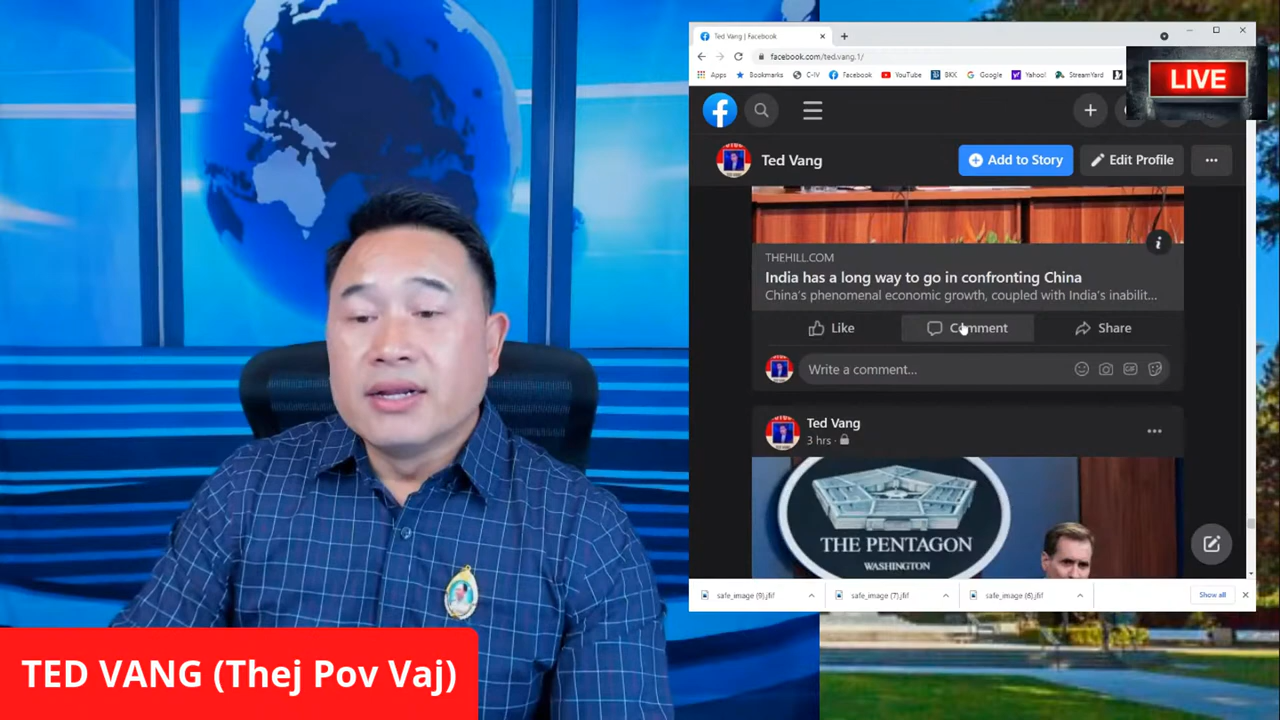 Ted Vang | Facebook
facebook.com/ted.vang.1/
Apps Bookmarks C-IV Facebook YouTube BKK Google Yahoo! StreamYard
LIVE
Ted Vang
Add to Story
Edit Profile
THEHILL.COM
India has a long way to go in confronting China
China's phenomenal economic growth, coupled with India's inabilit...
Like
Comment
Share
Write a comment...
Ted Vang
3 hrs ·
THE PENTAGON
WASHINGTON
safe_image (9).jfif
safe_image (7).jfif
safe_image (6).jfif
Show all
TED VANG (Thej Pov Vaj)